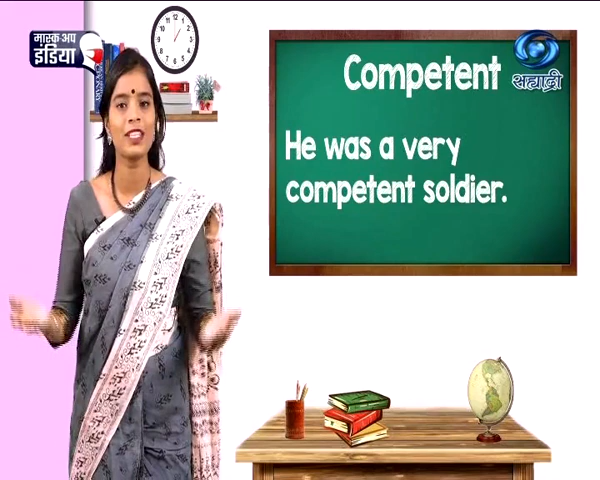 मास्क अप
इंडिया
Competent
सह्याद्री
He was a very
competent soldier.